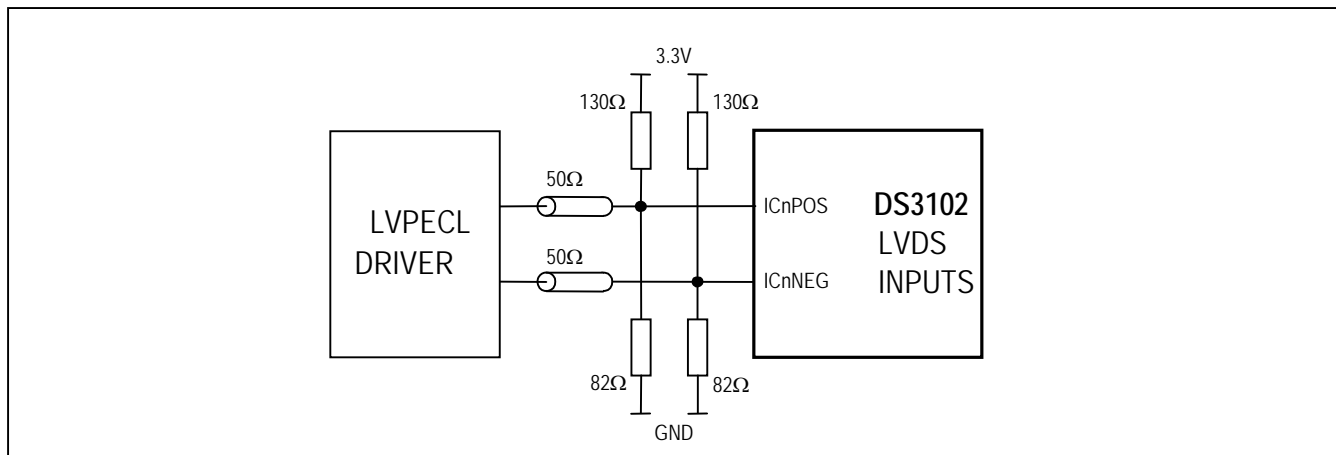 3.3V
130Ω
130Ω
50Ω
50Ω
LVPECL
DRIVER
ICnPOS
ICnNEG
DS3102
LVDS
INPUTS
82Ω
82Ω
GND